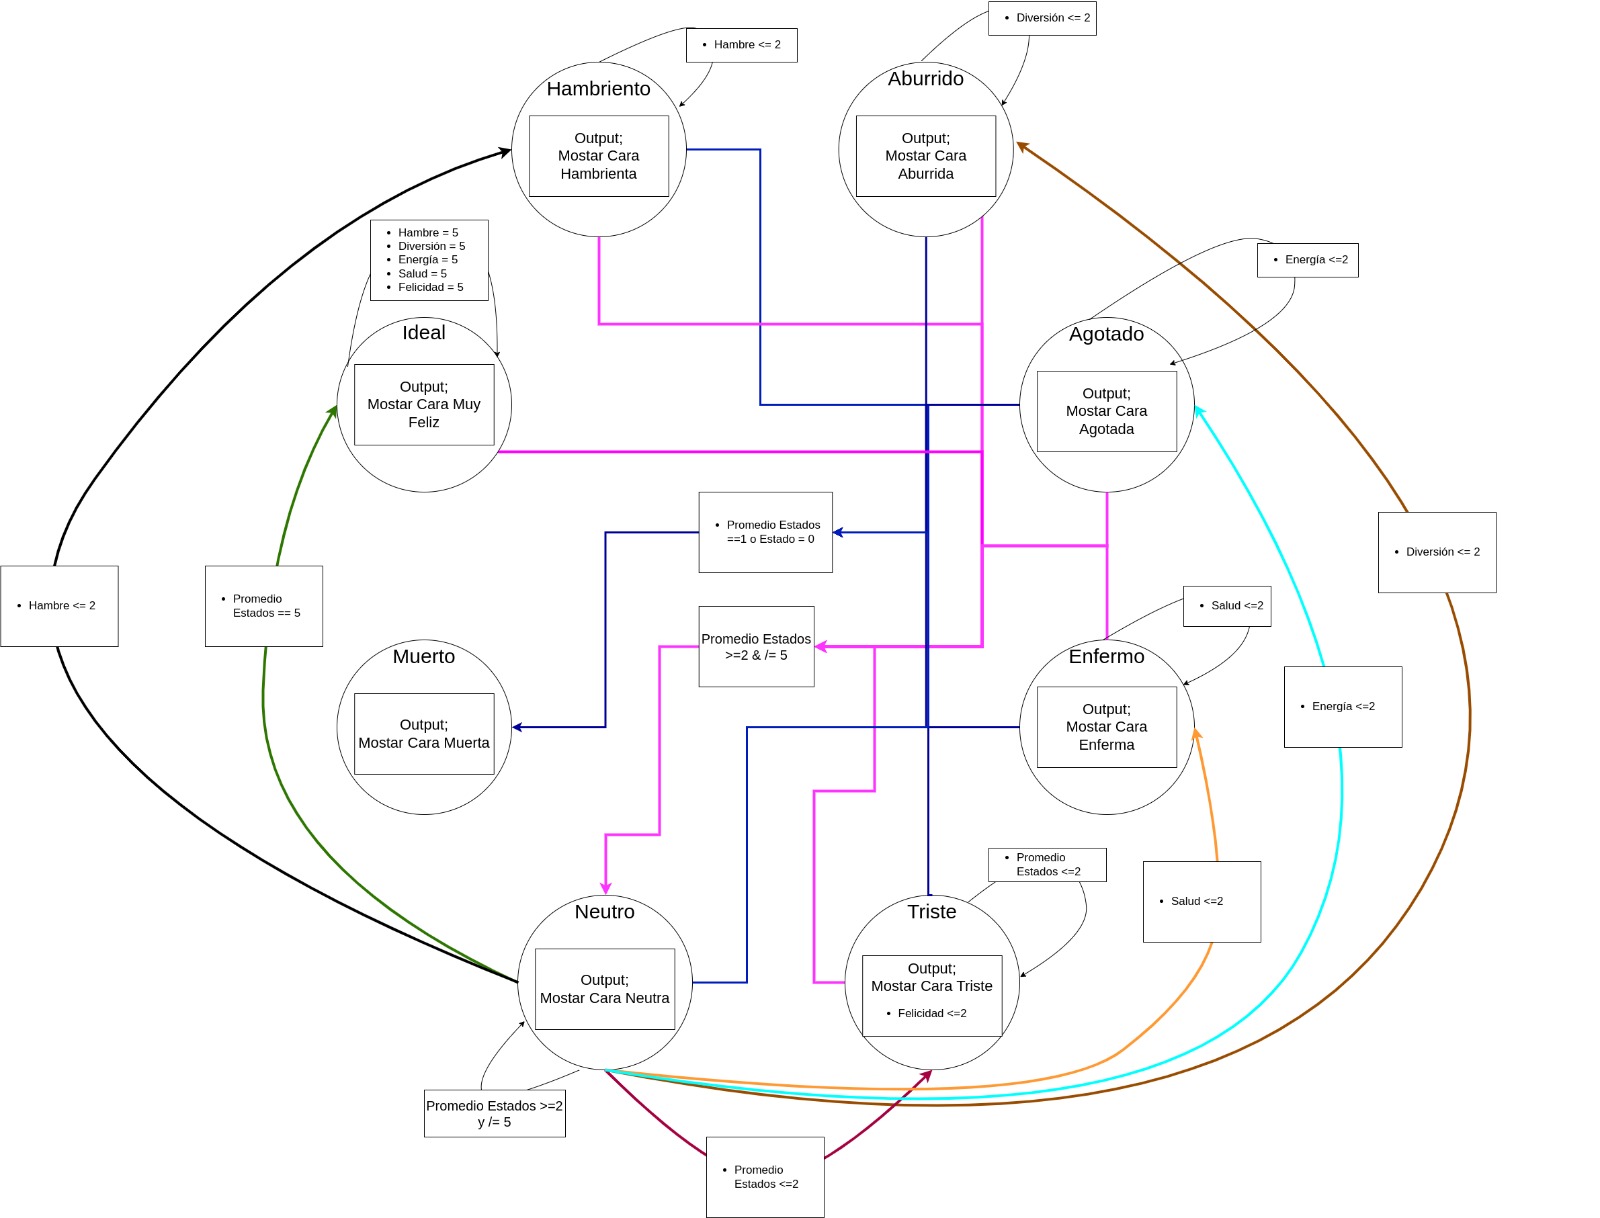 Diversión <= 2
Hambre <= 2
Hambriento
Output;
Mostar Cara
Hambrienta
Aburrido
Output;
Mostar Cara
Aburrida
Hambre = 5
Diversión = 5
Energía = 5
Salud = 5
Felicidad = 5
Energía <=2
Ideal
Output;
Mostar Cara Muy
Feliz
Agotado
Output;
Mostar Cara
Agotada
Promedio Estados
==1 o Estado = 0
Diversión <= 2
Hambre <= 2
Promedio
Estados == 5
Salud <=2
Promedio Estados
>=2 & /= 5
Muerto
Output;
Mostar Cara Muerta
Enfermo
Output;
Mostar Cara
Enferma
Energía <=2
Promedio
Estados <=2
Salud <=2
Neutro
Output;
Mostar Cara Neutra
Triste
Output;
Mostar Cara Triste
Felicidad <=2
Promedio Estados >=2
y /= 5
Promedio
Estados <=2